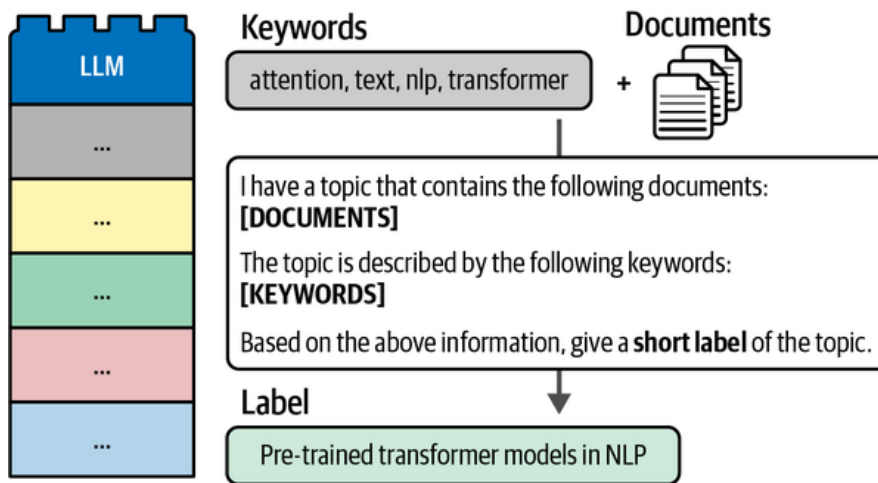 LLM
...
...
...
...
...
Keywords
Documents
attention, text, nlp, transformer
+
I have a topic that contains the following documents:
[DOCUMENTS]
The topic is described by the following keywords:
[KEYWORDS]
Based on the above information, give a short label of the topic.
Label
Pre-trained transformer models in NLP